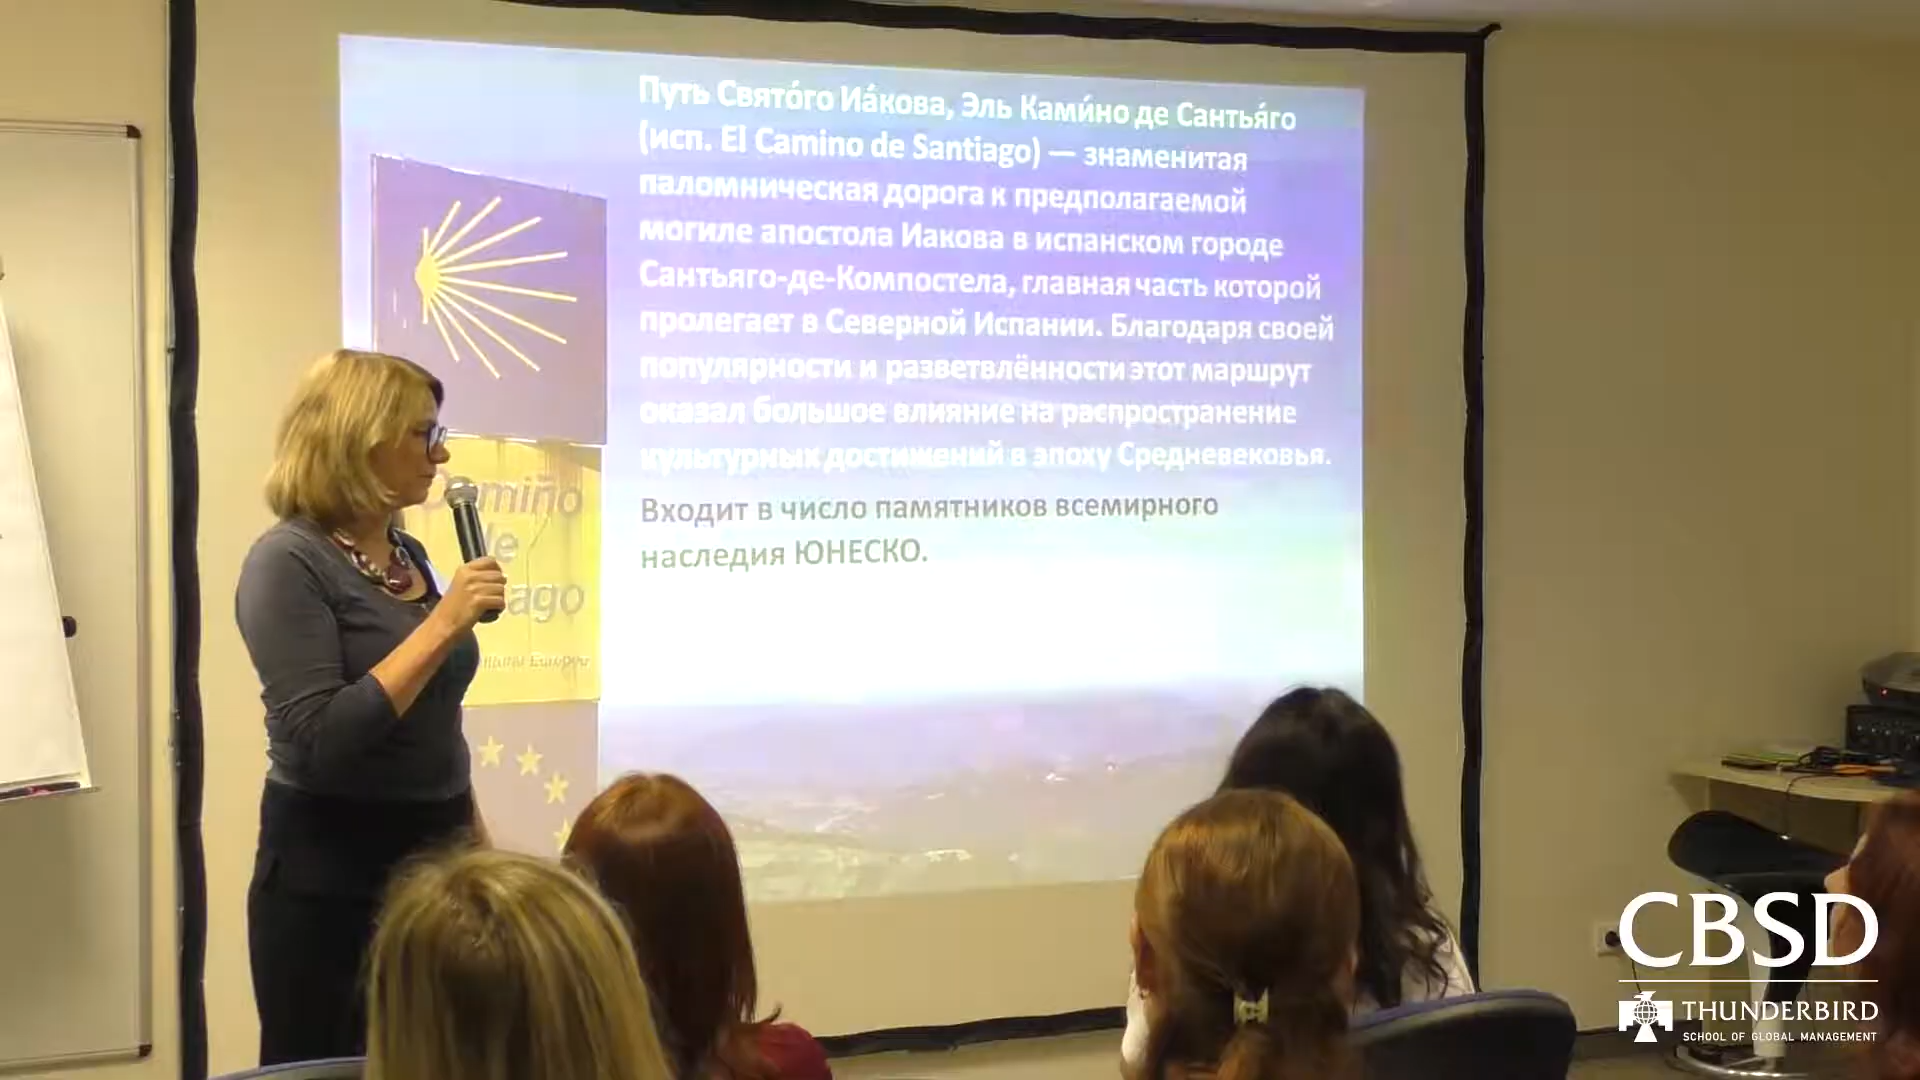 Путь Свято́го Иа́кова, Эль Ками́но де Сантья́го
(исп. El Camino de Santiago) — знаменитая
паломническая дорога к предполагаемой
могиле апостола Иакова в испанском городе
Сантьяго-де-Компостела, главная часть которой
пролегает в Северной Испании. Благодаря своей
популярности и разветвлённости этот маршрут
оказал большое влияние на распространение
культурных достижений в эпоху Средневековья.
Входит в число памятников всемирного
наследия ЮНЕСКО.
CBSD
THUNDERBIRD
SCHOOL OF GLOBAL MANAGEMENT